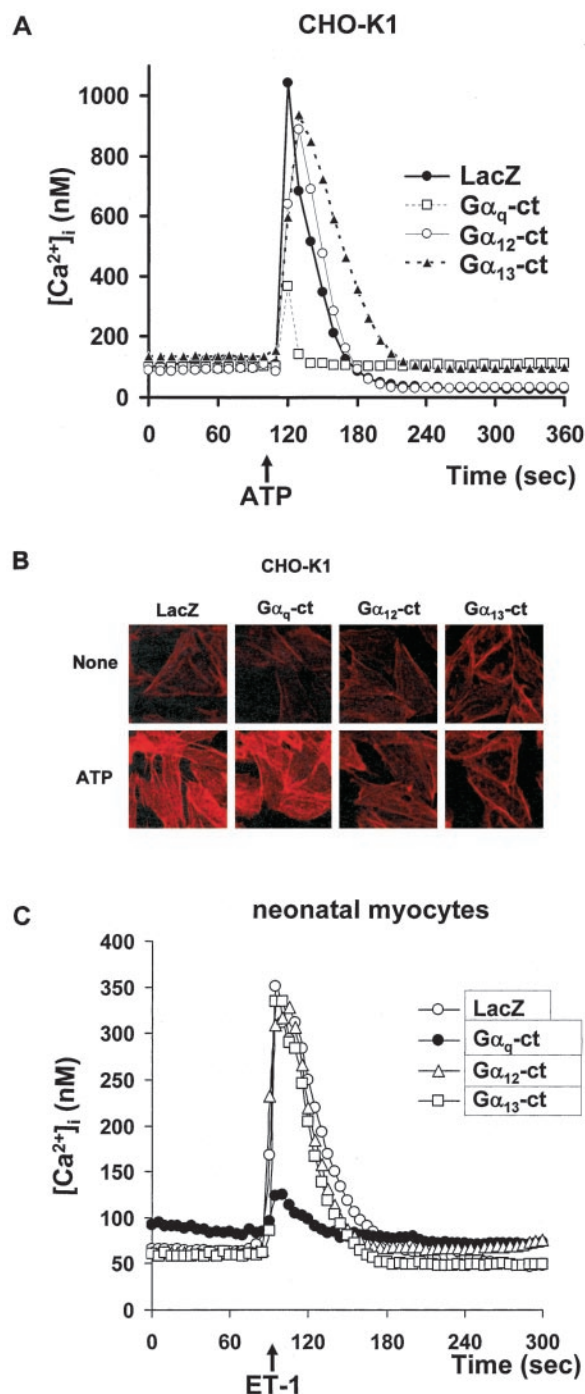 A
CHO-K1
[Ca²⁺]ᵢ (nM)
1000
800
600
400
200
0
LacZ
Gαq-ct
Gα12-ct
Gα13-ct
0 60 120 180 240 300 360
ATP
Time (sec)
B
CHO-K1
LacZ Gαq-ct Gα12-ct Gα13-ct
None
ATP
C
neonatal myocytes
[Ca²⁺]ᵢ (nM)
400
350
300
250
200
150
100
50
0
LacZ
Gαq-ct
Gα12-ct
Gα13-ct
0 60 120 180 240 300
ET-1
Time (sec)